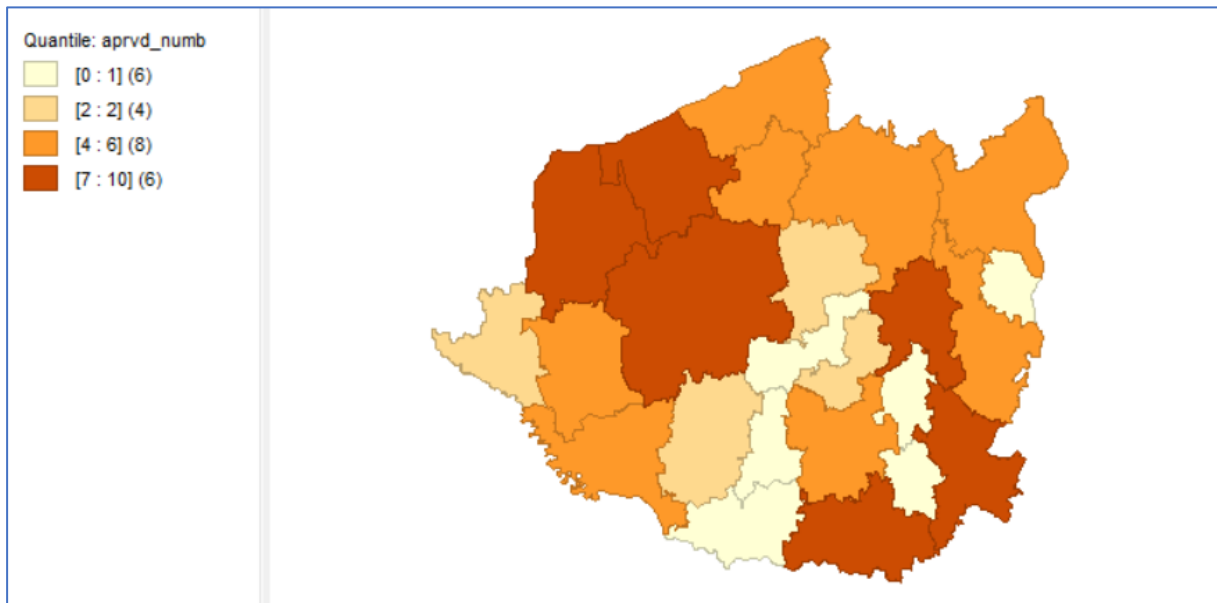 Quantile: aprvd_numb
[0 : 1] (6)
[2 : 2] (4)
[4 : 6] (8)
[7 : 10] (6)